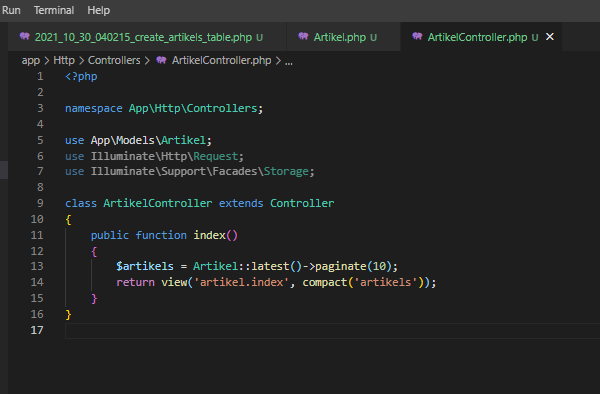 Run Terminal Help
2021_10_30_040215_create_artikels_table.php U Artikel.php U ArtikelController.php U ×
app > Http > Controllers > ArtikelController.php > ...
1 <?php
2
3 namespace App\Http\Controllers;
4
5 use App\Models\Artikel;
6 use Illuminate\Http\Request;
7 use Illuminate\Support\Facades\Storage;
8
9 class ArtikelController extends Controller
10 {
11     public function index()
12     {
13         $artikels = Artikel::latest()->paginate(10);
14         return view('artikel.index', compact('artikels'));
15     }
16 }
17